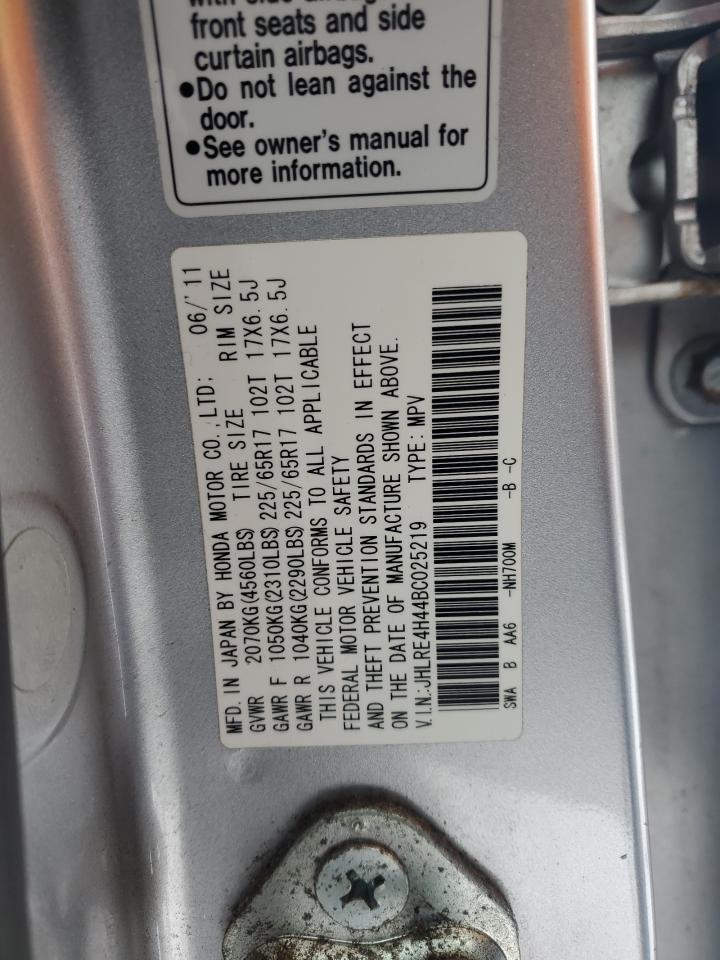 front seats and side
curtain airbags.
●Do not lean against the
door.
●See owner's manual for
more information.
MFD. IN JAPAN BY HONDA MOTOR CO.,LTD; 06/'11
GVWR 2070KG(4560LBS) TIRE SIZE RIM SIZE
GAWR F 1050KG(2310LBS)225/65R17 102T 17X6.5J
GAWR R 1040KG(2290LBS)225/65R17 102T 17X6.5J
THIS VEHICLE CONFORMS TO ALL APPLICABLE
FEDERAL MOTOR VEHICLE SAFETY
AND THEFT PREVENTION STANDARDS IN EFFECT
ON THE DATE OF MANUFACTURE SHOWN ABOVE.
V.I.N:JHLRE4H44BC025219 TYPE: MPV
SWA B AA6 -NH700M -B -C